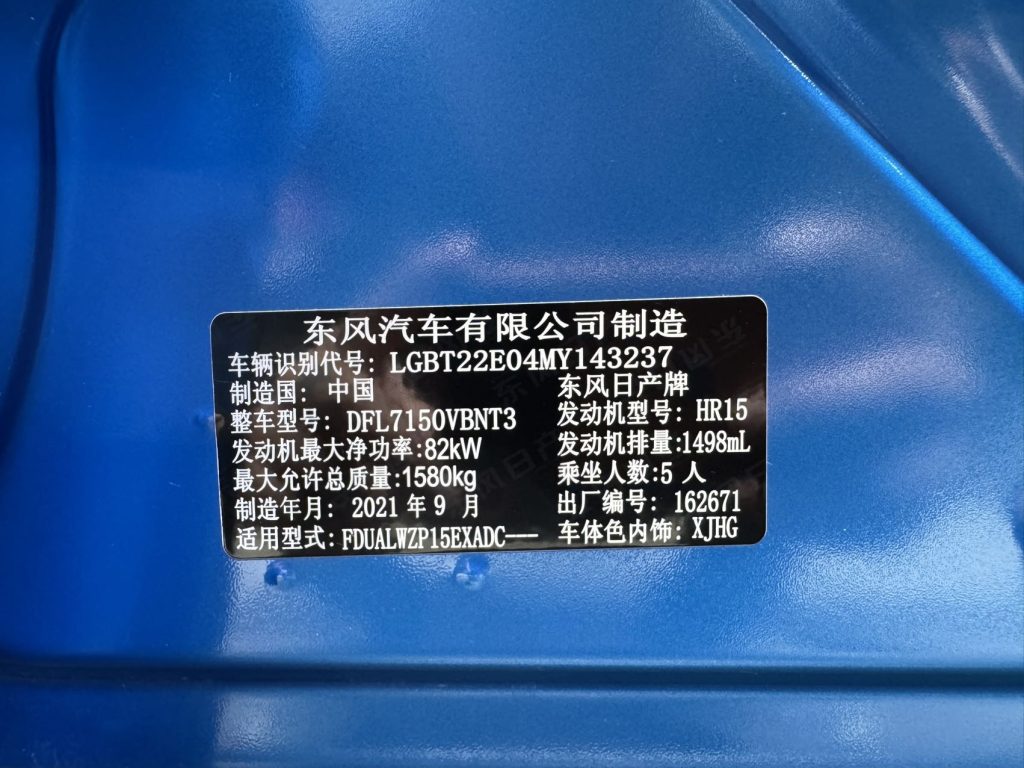 东风汽车有限公司制造
车辆识别代号: LGBT22E04MY143237
制造国: 中国 东风日产牌
整车型号: DFL7150VBNT3 发动机型号: HR15
发动机最大净功率:82kW 发动机排量:1498mL
最大允许总质量:1580kg 乘坐人数:5 人
制造年月: 2021 年 9 月 出厂编号: 162671
适用型式: FDUALWZP15EXADC--- 车体色内饰: XJHG